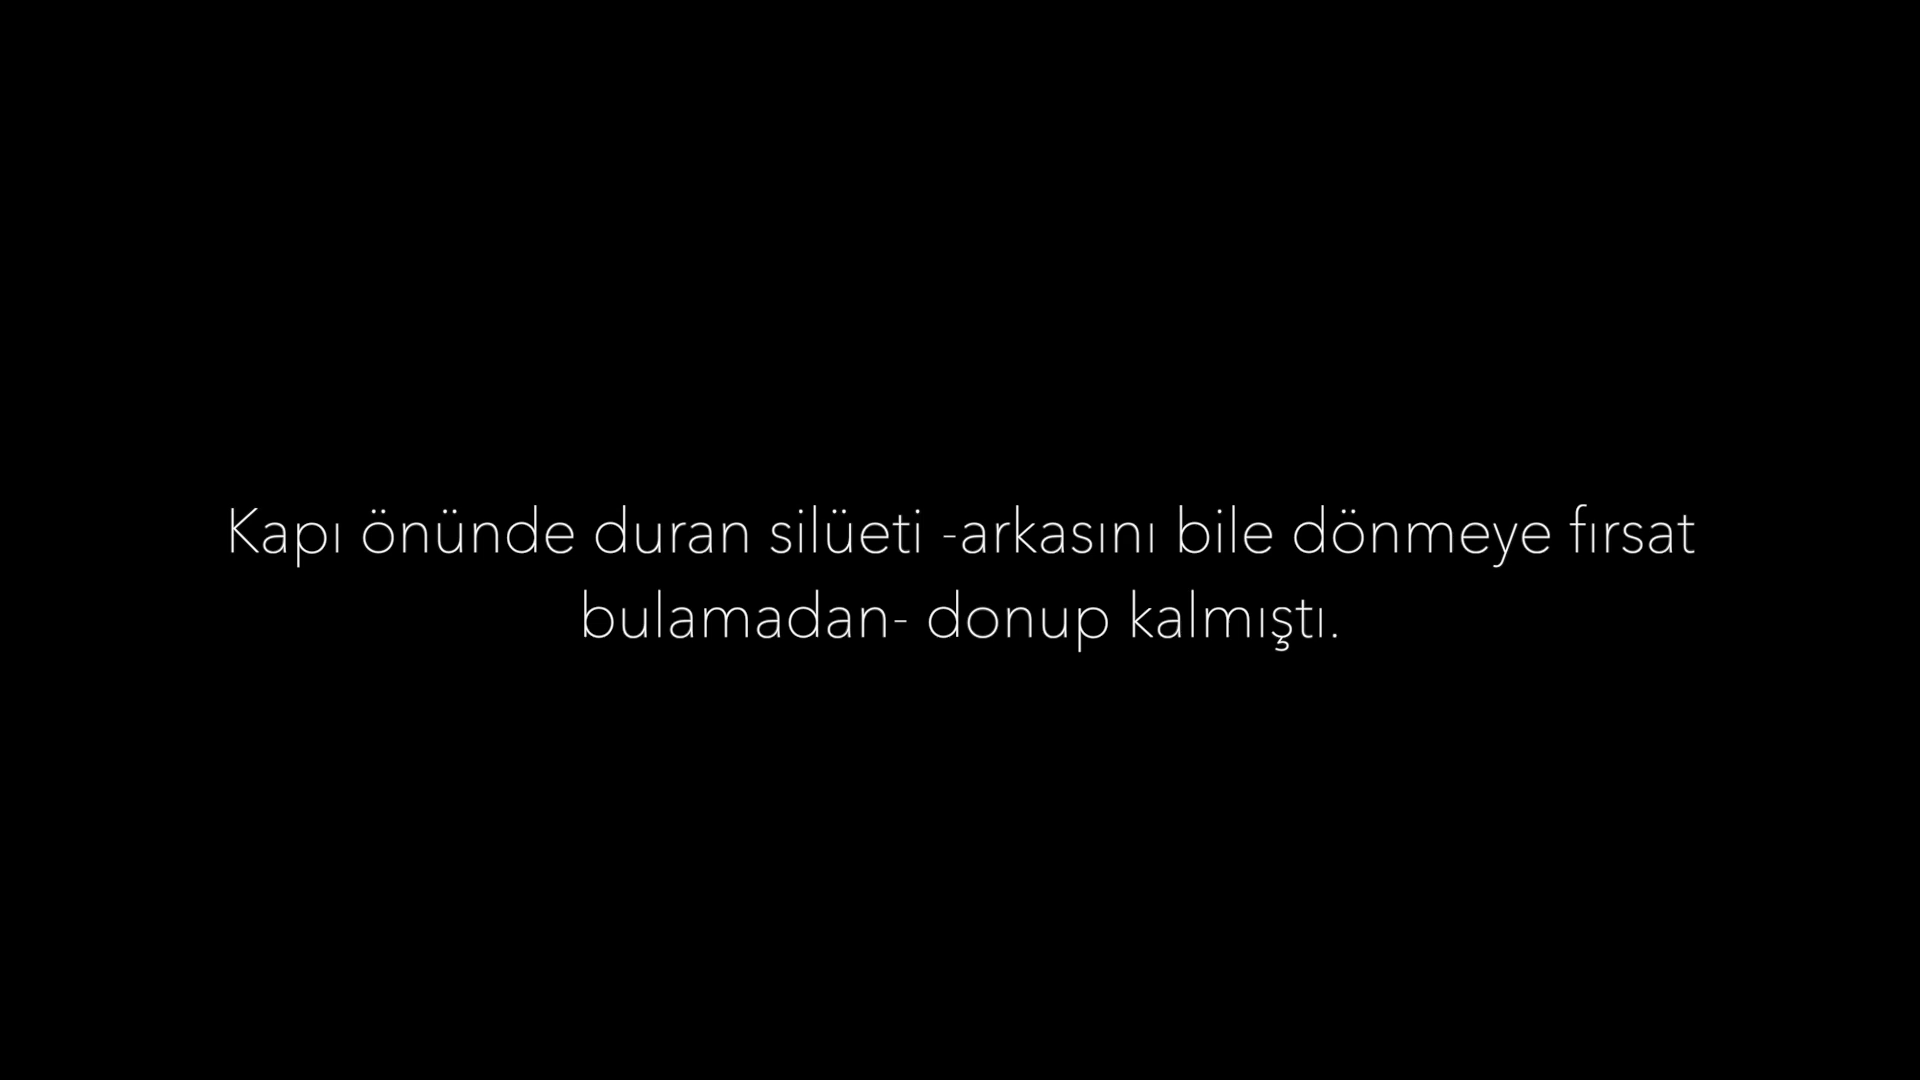 Kapı önünde duran silüeti -arkasını bile dönmeye fırsat
bulamadan- donup kalmıştı.